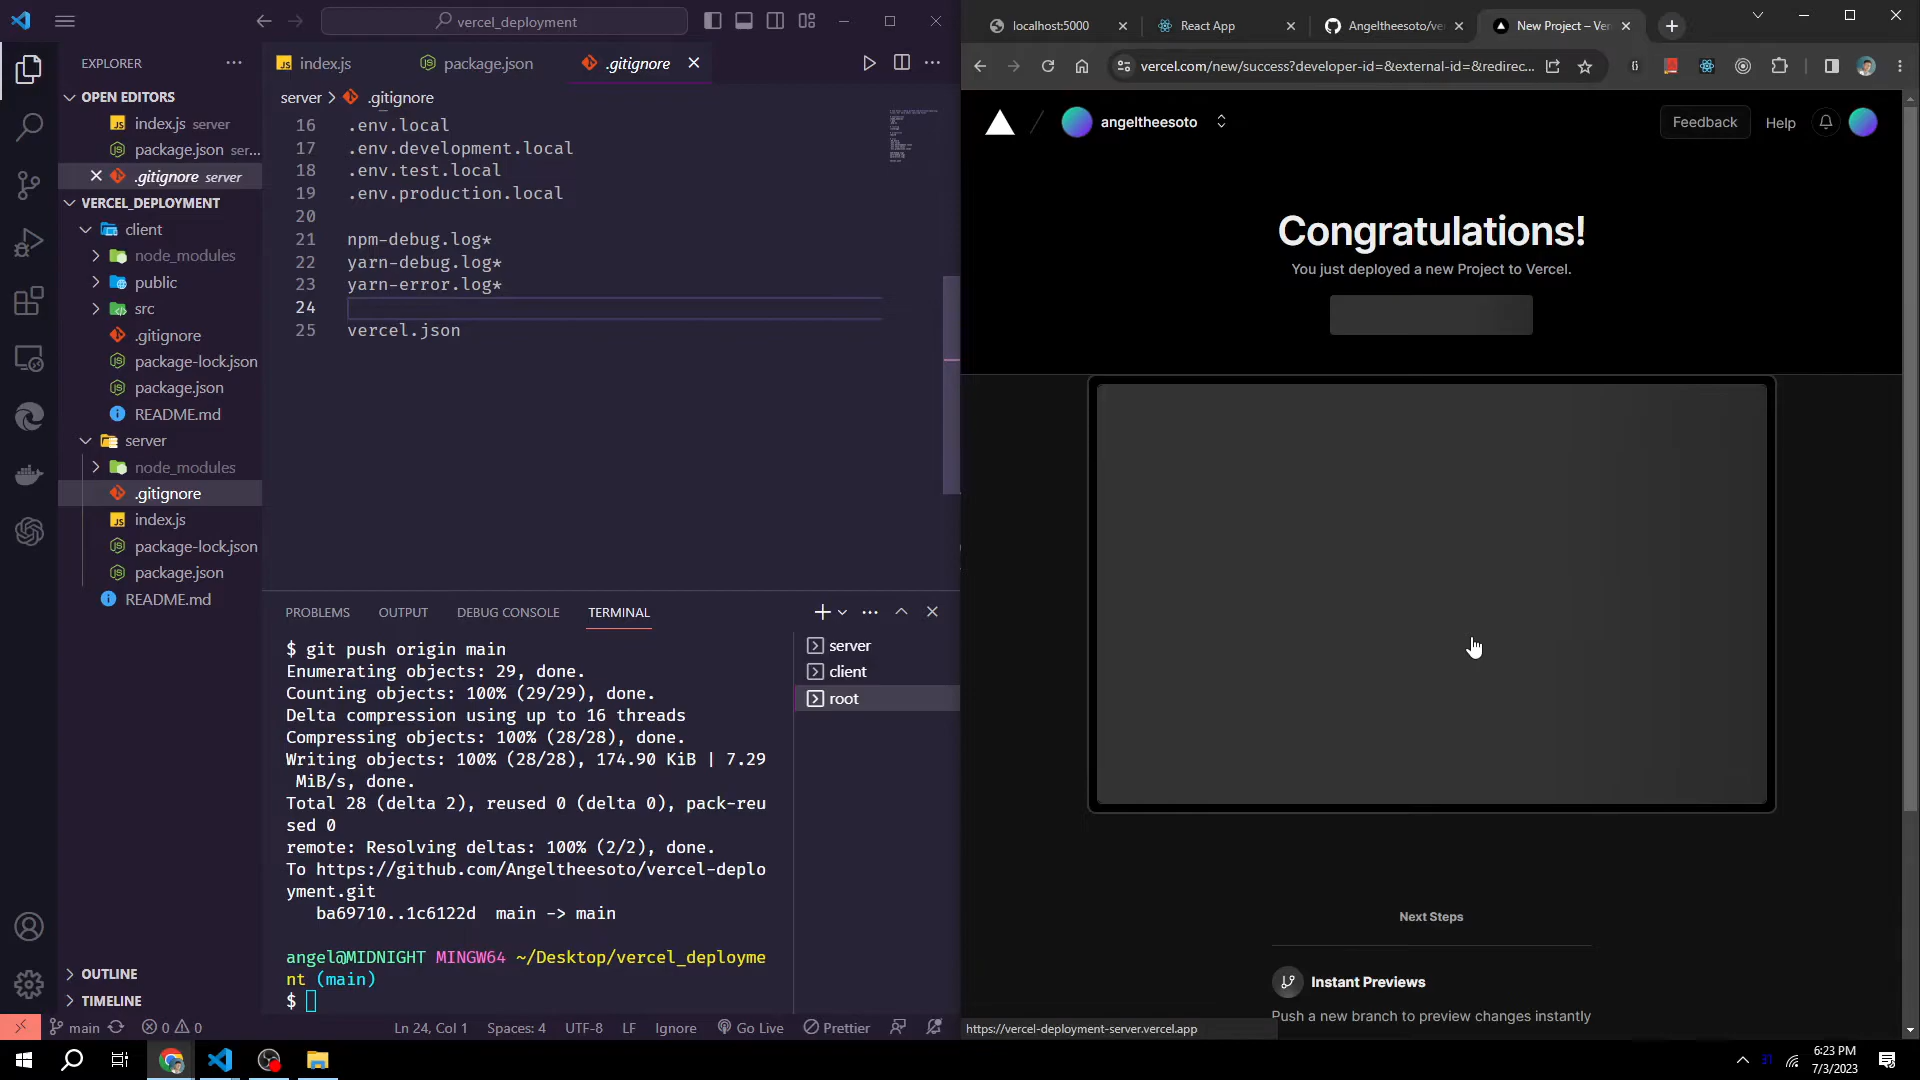 vercel_deployment
EXPLORER
OPEN EDITORS
index.js server
package.json ser...
.gitignore server
VERCEL_DEPLOYMENT
client
node_modules
public
src
.gitignore
package-lock.json
package.json
README.md
server
node_modules
.gitignore
index.js
package-lock.json
package.json
README.md
OUTLINE
TIMELINE
index.js
package.json
.gitignore
server > .gitignore
16 .env.local
17 .env.development.local
18 .env.test.local
19 .env.production.local
20
21 npm-debug.log*
22 yarn-debug.log*
23 yarn-error.log*
24
25 vercel.json
PROBLEMS OUTPUT DEBUG CONSOLE TERMINAL
$ git push origin main
Enumerating objects: 29, done.
Counting objects: 100% (29/29), done.
Delta compression using up to 16 threads
Compressing objects: 100% (28/28), done.
Writing objects: 100% (28/28), 174.90 KiB | 7.29
MiB/s, done.
Total 28 (delta 2), reused 0 (delta 0), pack-reu
sed 0
remote: Resolving deltas: 100% (2/2), done.
To https://github.com/Angeltheesoto/vercel-deplo
yment.git
ba69710..1c6122d main -> main
angel@MIDNIGHT MINGW64 ~/Desktop/vercel_deployme
nt (main)
$
server
client
root
main
0 0
Ln 24, Col 1
Spaces: 4
UTF-8
LF
Ignore
Go Live
Prettier
localhost:5000
React App
Angeltheesoto/ve
New Project – Ve
vercel.com/new/success?developer-id=&external-id=&redirec...
angeltheesoto
Feedback
Help
Congratulations!
You just deployed a new Project to Vercel.
Next Steps
Instant Previews
Push a new branch to preview changes instantly
https://vercel-deployment-server.vercel.app
6:23 PM
7/3/2023